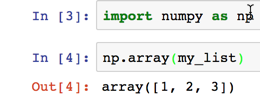 In [3]: import numpy as np
In [4]: np.array(my_list)
Out[4]: array([1, 2, 3])